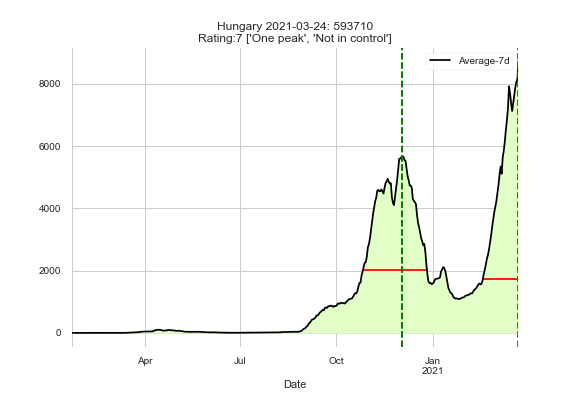 Hungary 2021-03-24: 593710
Rating:7 ['One peak', 'Not in control']
Average-7d
8000
6000
4000
2000
0
Apr
Jul
Oct
Jan
2021
Date